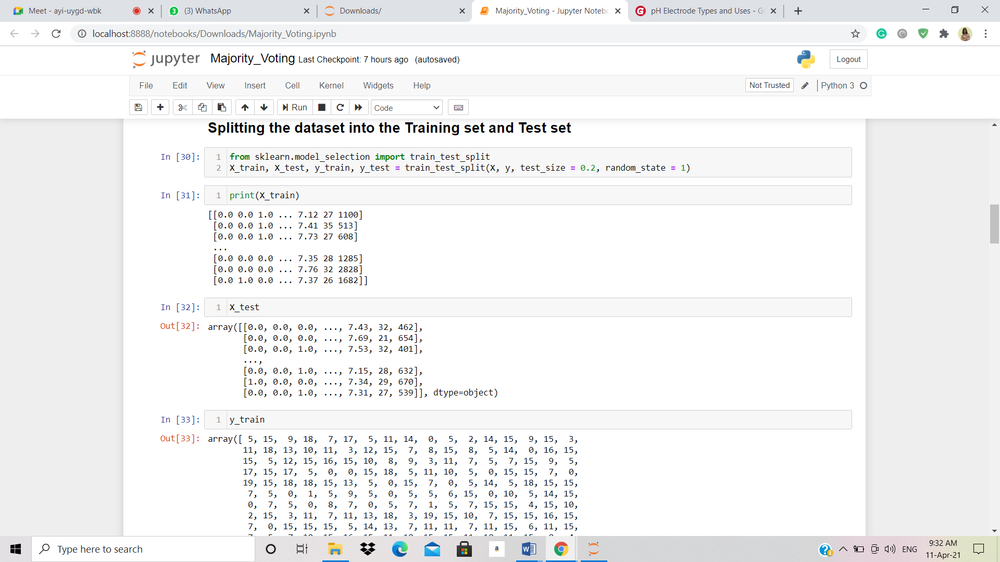 Meet - ayi-uygd-wbk
(3) WhatsApp
Downloads/
Majority_Voting - Jupyter Notebo
pH Electrode Types and Uses - G
localhost:8888/notebooks/Downloads/Majority_Voting.ipynb
jupyter Majority_Voting Last Checkpoint: 7 hours ago (autosaved)
Logout
File Edit View Insert Cell Kernel Widgets Help
Not Trusted
Python 3
Run
Code
Splitting the dataset into the Training set and Test set
In [30]:
1 from sklearn.model_selection import train_test_split
2 X_train, X_test, y_train, y_test = train_test_split(X, y, test_size = 0.2, random_state = 1)
In [31]: 1 print(X_train)
[[0.0 0.0 1.0 ... 7.12 27 1100]
[0.0 0.0 1.0 ... 7.41 35 513]
[0.0 0.0 1.0 ... 7.73 27 608]
...
[0.0 0.0 0.0 ... 7.35 28 1285]
[0.0 0.0 0.0 ... 7.76 32 2828]
[0.0 1.0 0.0 ... 7.37 26 1682]]
In [32]: 1 X_test
Out[32]: array([[0.0, 0.0, 0.0, ..., 7.43, 32, 462],
[0.0, 0.0, 0.0, ..., 7.69, 21, 654],
[0.0, 0.0, 1.0, ..., 7.53, 32, 401],
...,
[0.0, 0.0, 1.0, ..., 7.15, 28, 632],
[1.0, 0.0, 0.0, ..., 7.34, 29, 670],
[0.0, 0.0, 1.0, ..., 7.31, 27, 539]], dtype=object)
In [33]: 1 y_train
Out[33]: array([ 5, 15, 9, 18, 7, 17, 5, 11, 14, 0, 5, 2, 14, 15, 9, 15, 3,
11, 18, 13, 10, 11, 3, 12, 15, 7, 8, 15, 8, 5, 14, 0, 16, 15,
15, 5, 12, 15, 16, 15, 10, 8, 9, 3, 11, 7, 5, 7, 15, 9, 5,
17, 15, 17, 5, 0, 0, 15, 18, 5, 11, 10, 5, 0, 15, 15, 7, 0,
19, 15, 18, 18, 15, 13, 5, 0, 15, 7, 0, 5, 14, 5, 18, 15, 15,
7, 5, 0, 1, 5, 9, 5, 0, 5, 5, 6, 15, 0, 10, 5, 14, 15,
0, 7, 5, 0, 8, 7, 0, 5, 7, 1, 5, 7, 15, 15, 4, 15, 10,
2, 15, 3, 11, 7, 11, 13, 18, 3, 19, 15, 10, 7, 15, 15, 16, 15,
7, 0, 15, 15, 15, 5, 14, 13, 7, 11, 11, 7, 11, 15, 6, 11, 15,
Type here to search
ENG
9:32 AM
11-Apr-21